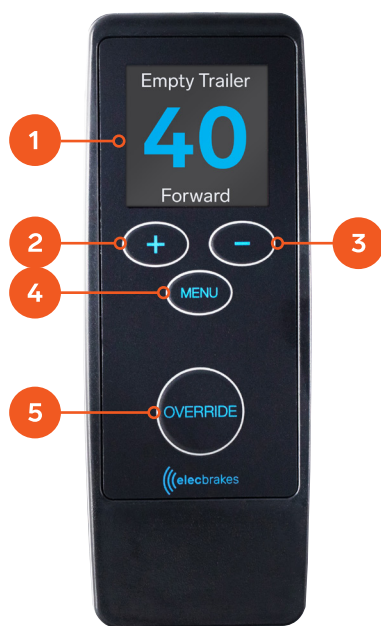 Empty Trailer
1
40
Forward
2
+
-
3
4
MENU
5
OVERRIDE
elecbrakes